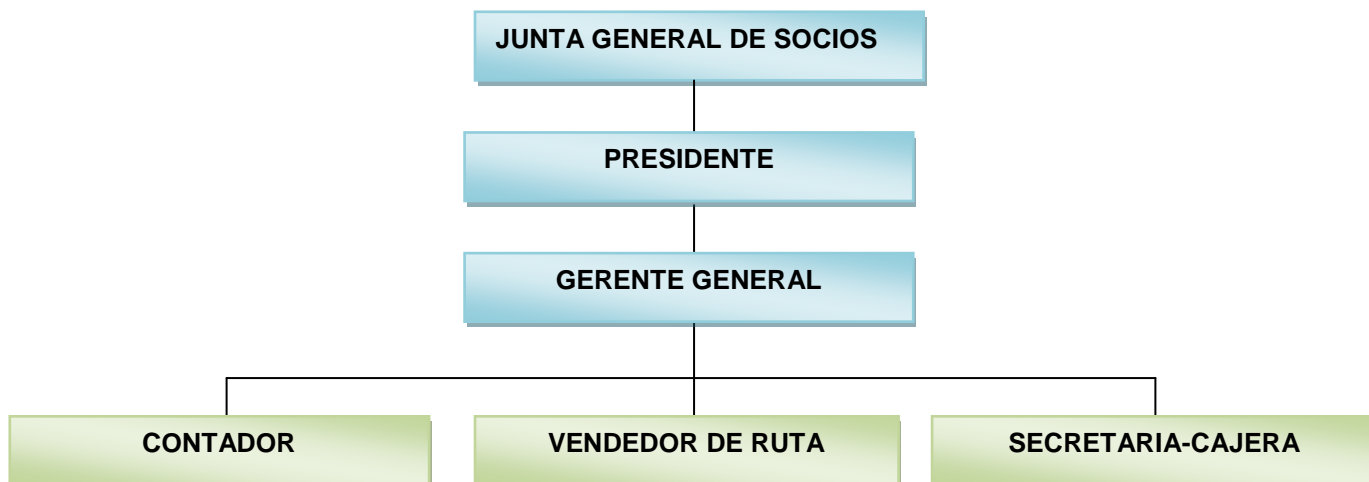 JUNTA GENERAL DE SOCIOS
PRESIDENTE
GERENTE GENERAL
CONTADOR
VENDEDOR DE RUTA
SECRETARIA-CAJERA